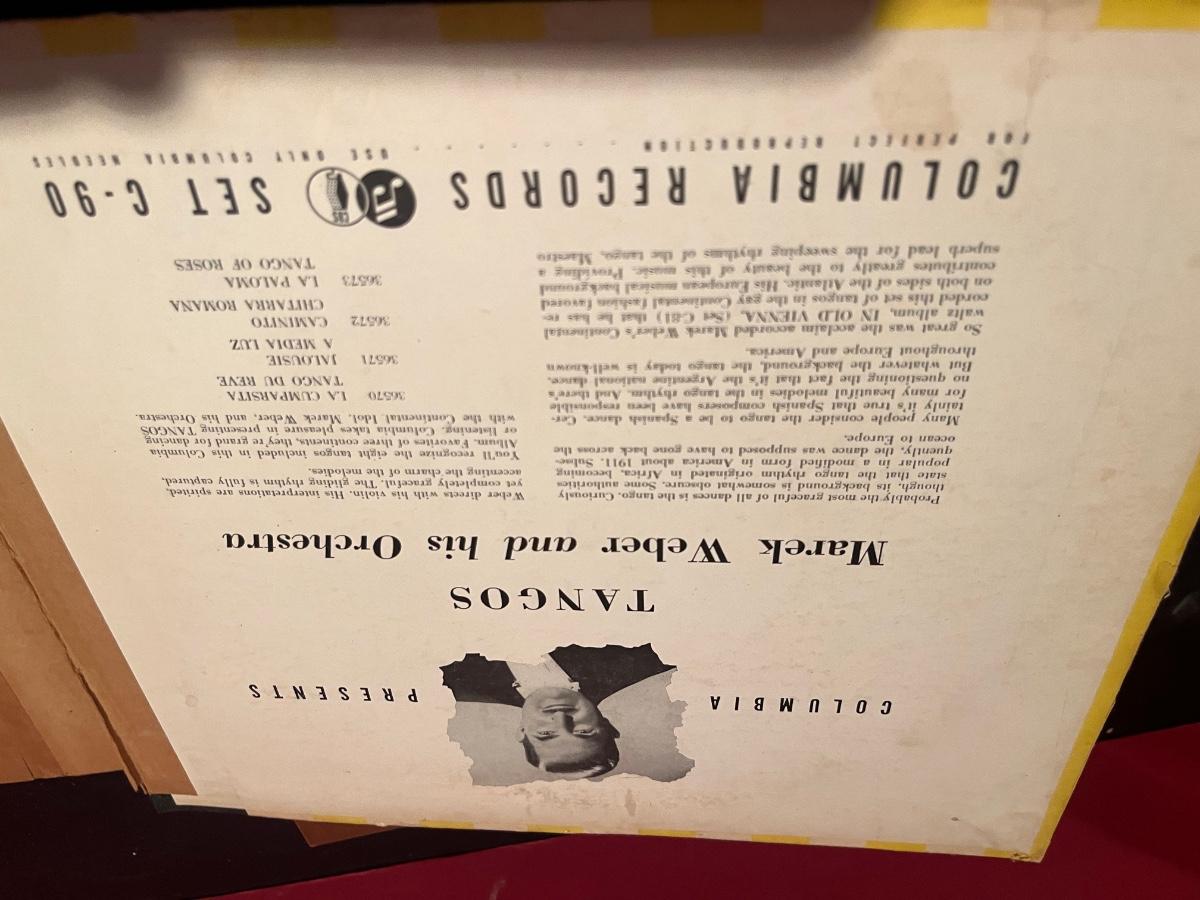 COLUMBIA PRESENTS
TANGOS
Marek Weber and his Orchestra
Probably the most graceful of all dances is the tango. Curiously
though, its background is somewhat obscure. Some authorities
state that the tango rhythm originated in Africa, becoming
popular in a modified form in America about 1911. Subse-
quently, the dance was supposed to have gone back across the
ocean to Europe.
Many people consider the tango to be a Spanish dance. Cer-
tainly it's true that Spanish composers have been responsible
for many beautiful melodies in the tango rhythm. And there's
no questioning the fact that it's the Argentine national dance.
But whatever the background, the tango today is well-known
throughout Europe and America.
So great was the acclaim accorded Marek Weber's Continental
waltz album, IN OLD VIENNA, (Set C-81) that he has re-
corded this set of tangos in the gay Continental fashion favored
on both sides of the Atlantic. His European musical background
contributes greatly to the beauty of this music. Providing a
superb lead for the sweeping rhythms of the tango, Maestro
Weber directs with his violin. His interpretations are spirited,
yet completely graceful. The gliding rhythm is fully captured,
accenting the charm of the melodies.
You'll recognize the eight tangos included in this Columbia
Album. Favorites of three continents, they're grand for dancing
or listening. Columbia takes pleasure in presenting TANGOS
with the Continental Idol, Marek Weber, and his Orchestra.
36570 LA CUMPARSITA
TANGO DU REVE
36571 JALOUSIE
A MEDIA LUZ
36572 CAMINITO
CHITARRA ROMANA
36573 LA PALOMA
TANGO OF ROSES
COLUMBIA RECORDS CBS SET C-90
FOR PERFECT REPRODUCTION . . . . . . USE ONLY COLUMBIA NEEDLES